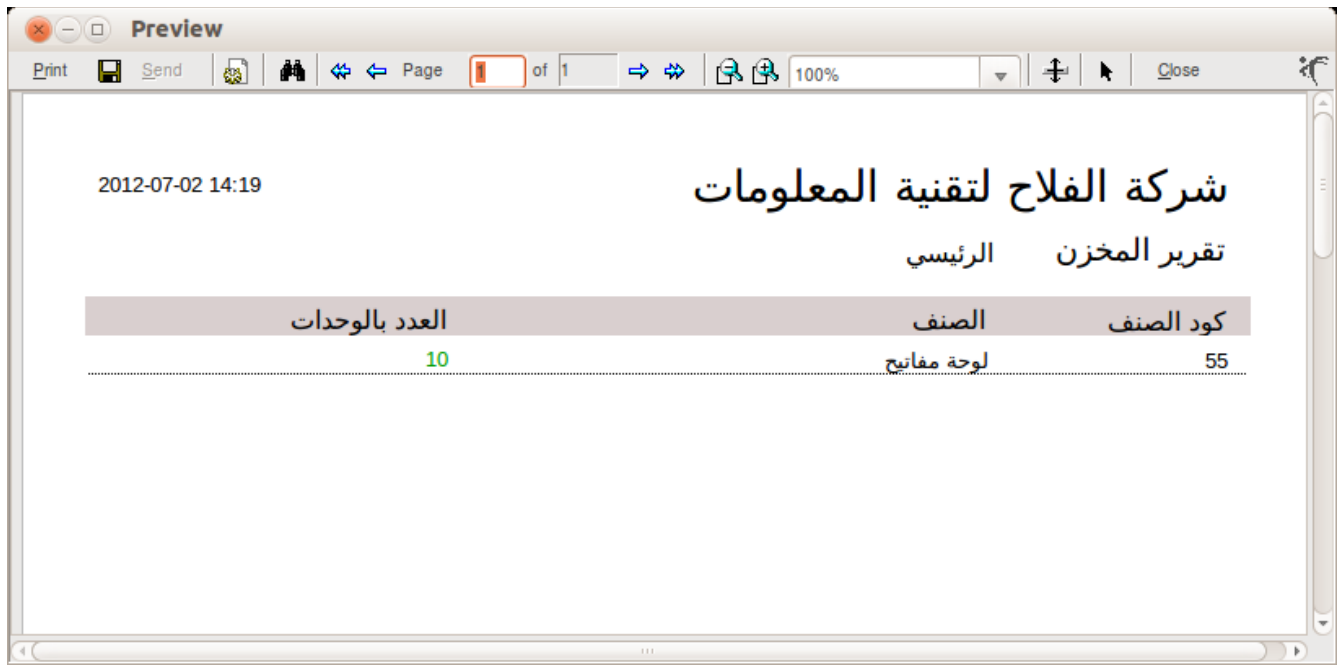 Preview
Print Send Page 1 of 1 100% Close
شركة الفلاح لتقنية المعلومات 2012-07-02 14:19
تقرير المخزن الرئيسي
كود الصنف الصنف العدد بالوحدات
55 لوحة مفاتيح 10